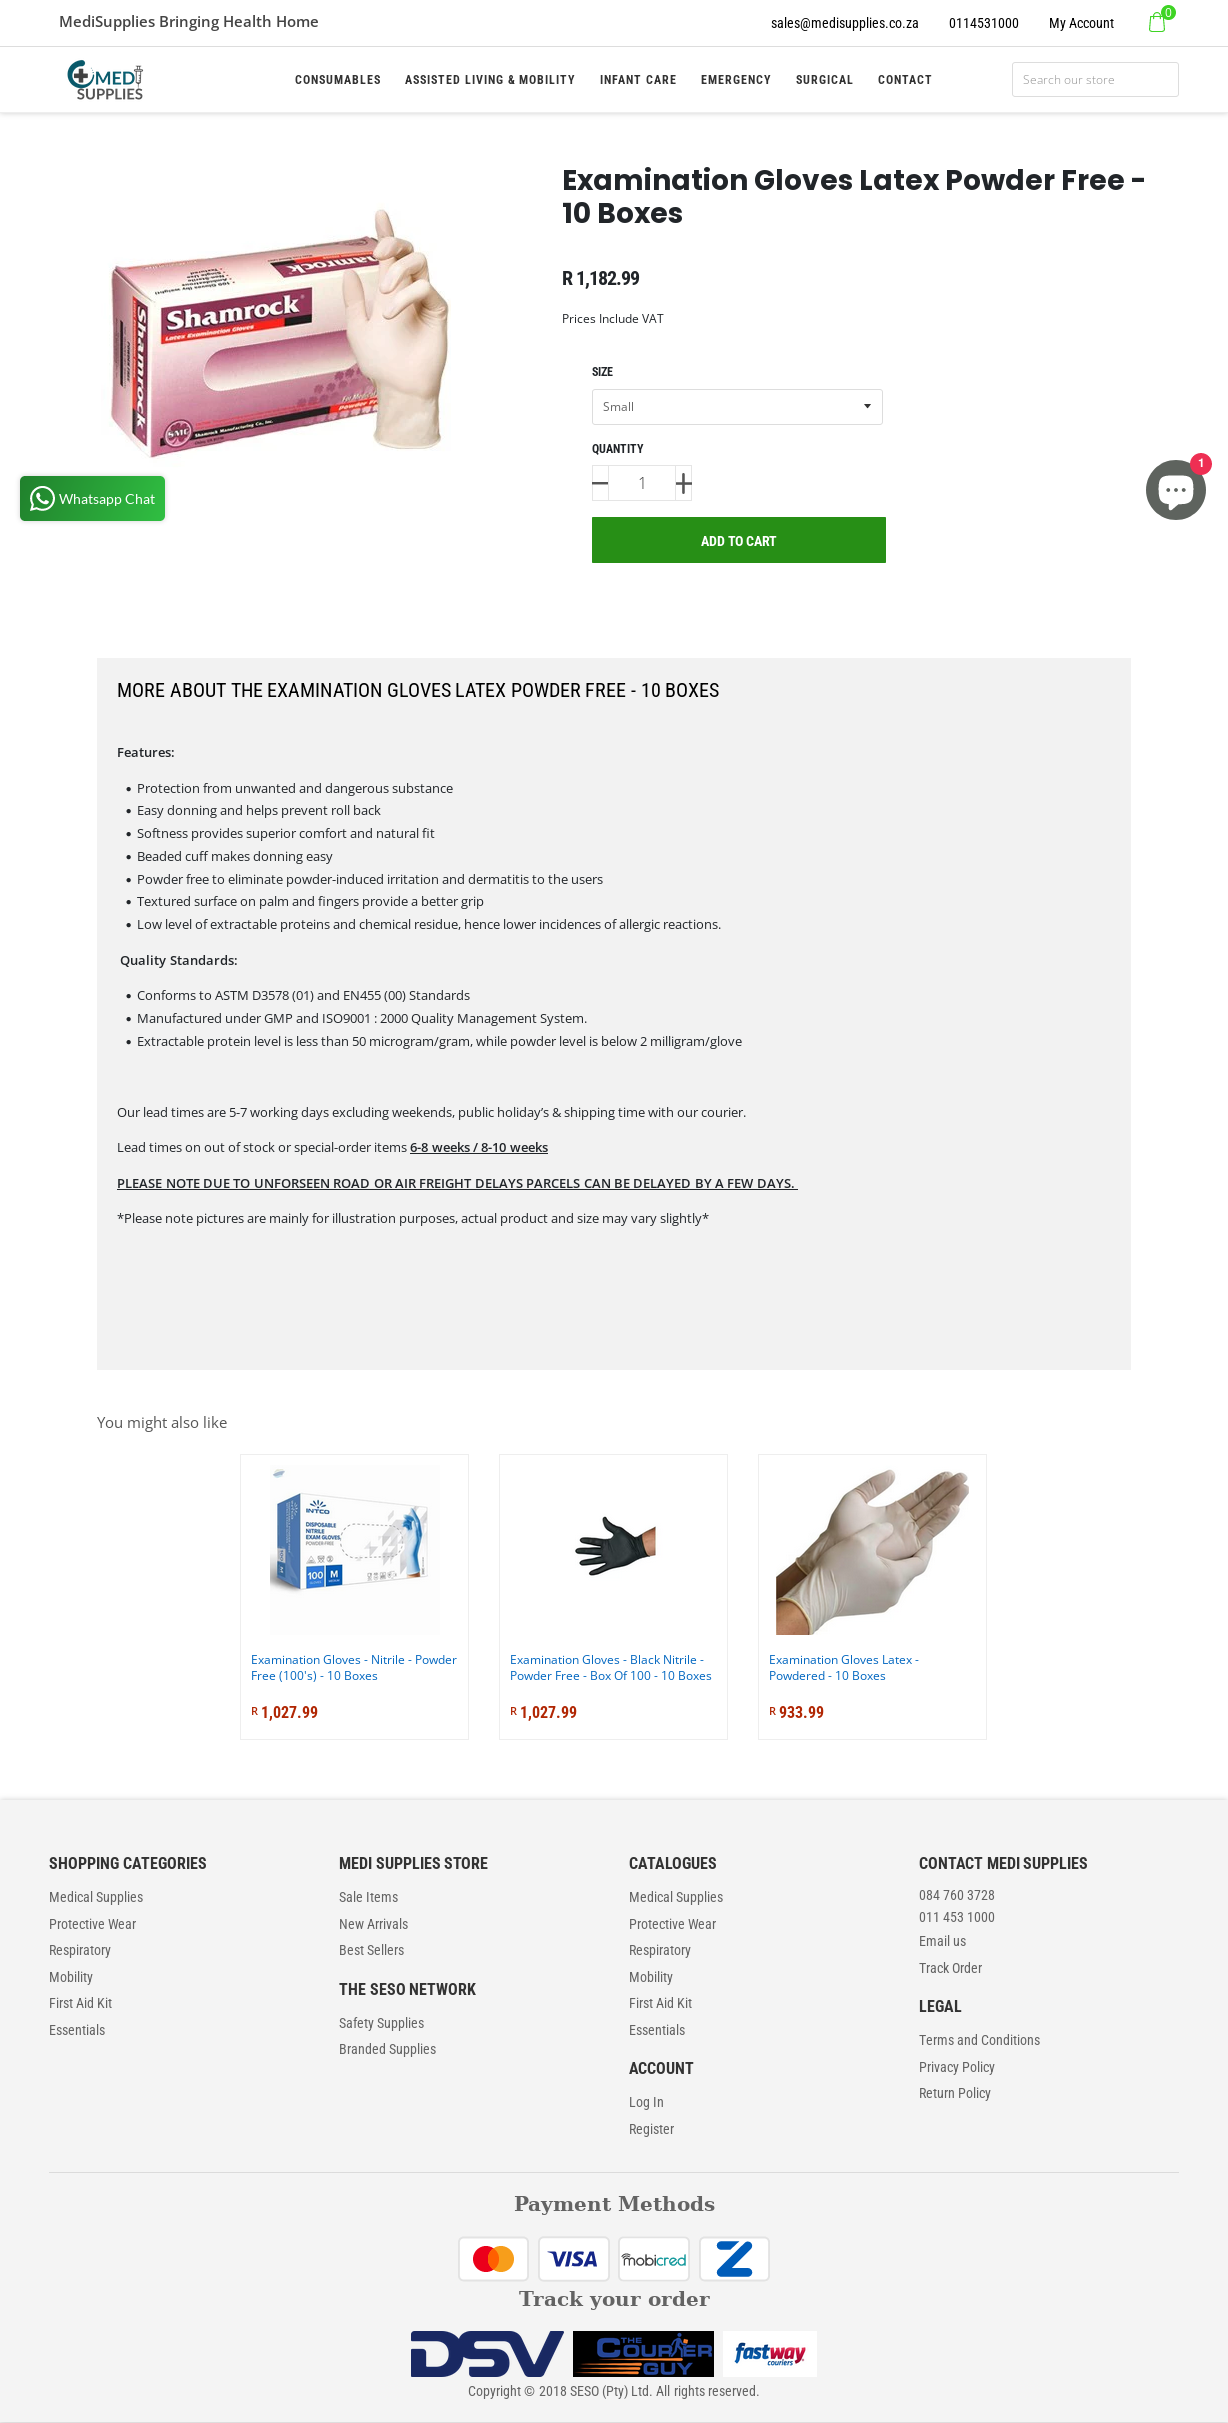 MediSupplies Bringing Health Home
sales@medisupplies.co.za
0114531000
My Account
0
MEDI
SUPPLIES
CONSUMABLES
ASSISTED LIVING & MOBILITY
INFANT CARE
EMERGENCY
SURGICAL
CONTACT
Search our store
Examination Gloves Latex Powder Free -
10 Boxes
Shamrock
Latex Examination Gloves
Shamrock
Shamrock
SMC
Shamrock Manufacturing Co., Inc.
R 1,182.99
Prices Include VAT
SIZE
Small
QUANTITY
1
ADD TO CART
Whatsapp Chat
1
MORE ABOUT THE EXAMINATION GLOVES LATEX POWDER FREE - 10 BOXES
Features:
• Protection from unwanted and dangerous substance
• Easy donning and helps prevent roll back
• Softness provides superior comfort and natural fit
• Beaded cuff makes donning easy
• Powder free to eliminate powder-induced irritation and dermatitis to the users
• Textured surface on palm and fingers provide a better grip
• Low level of extractable proteins and chemical residue, hence lower incidences of allergic reactions.
Quality Standards:
• Conforms to ASTM D3578 (01) and EN455 (00) Standards
• Manufactured under GMP and ISO9001 : 2000 Quality Management System.
• Extractable protein level is less than 50 microgram/gram, while powder level is below 2 milligram/glove
Our lead times are 5-7 working days excluding weekends, public holiday’s & shipping time with our courier.
Lead times on out of stock or special-order items 6-8 weeks / 8-10 weeks
PLEASE NOTE DUE TO UNFORSEEN ROAD OR AIR FREIGHT DELAYS PARCELS CAN BE DELAYED BY A FEW DAYS.
*Please note pictures are mainly for illustration purposes, actual product and size may vary slightly*
You might also like
INTCO
DISPOSABLE
NITRILE
EXAM GLOVES
POWDER-FREE
100
M
Examination Gloves - Nitrile - Powder
Free (100's) - 10 Boxes
R 1,027.99
Examination Gloves - Black Nitrile -
Powder Free - Box Of 100 - 10 Boxes
R 1,027.99
Examination Gloves Latex -
Powdered - 10 Boxes
R 933.99
SHOPPING CATEGORIES
Medical Supplies
Protective Wear
Respiratory
Mobility
First Aid Kit
Essentials
MEDI SUPPLIES STORE
Sale Items
New Arrivals
Best Sellers
THE SESO NETWORK
Safety Supplies
Branded Supplies
CATALOGUES
Medical Supplies
Protective Wear
Respiratory
Mobility
First Aid Kit
Essentials
ACCOUNT
Log In
Register
CONTACT MEDI SUPPLIES
084 760 3728
011 453 1000
Email us
Track Order
LEGAL
Terms and Conditions
Privacy Policy
Return Policy
Payment Methods
VISA
mobicred
Z
Track your order
DSV
THE
COURIER
GUY
fastway
couriers
Copyright © 2018 SESO (Pty) Ltd. All rights reserved.